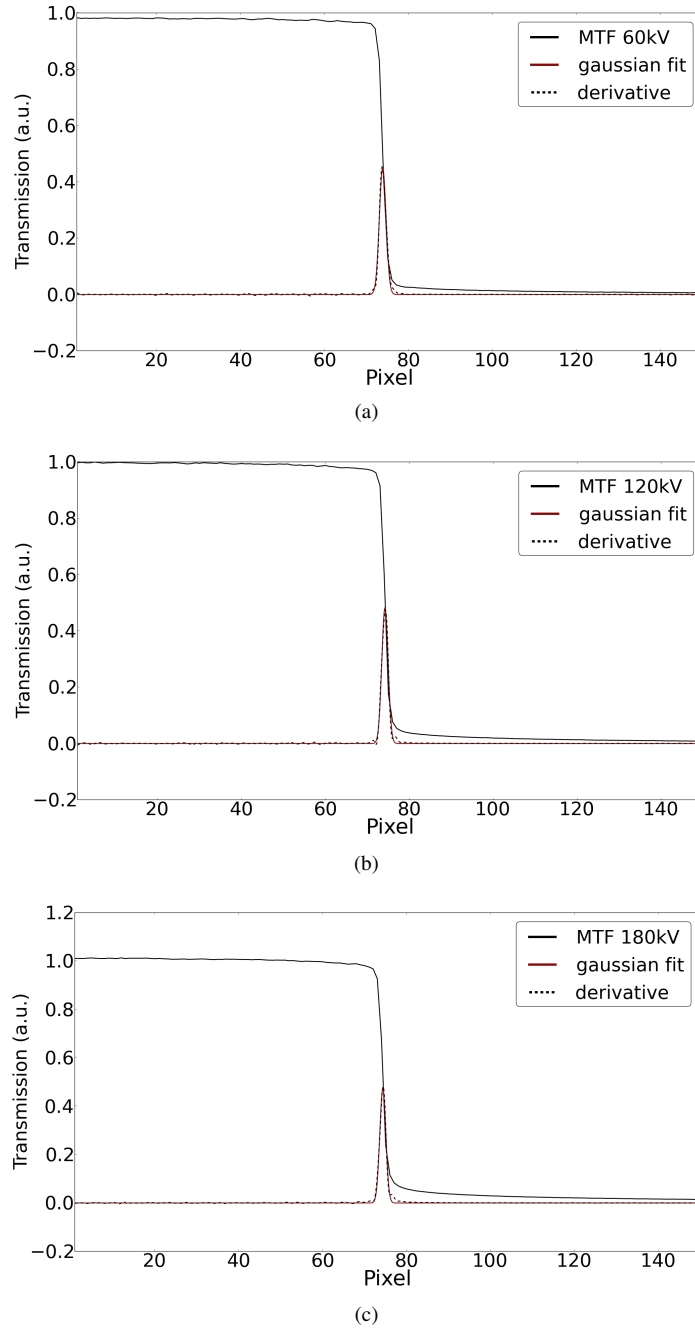 1.0
0.8
0.6
0.4
0.2
0.0
−0.2
Transmission (a.u.)
MTF 60kV
gaussian fit
derivative
20 40 60 80 100 120 140
Pixel
(a)
1.0
0.8
0.6
0.4
0.2
0.0
−0.2
Transmission (a.u.)
MTF 120kV
gaussian fit
derivative
20 40 60 80 100 120 140
Pixel
(b)
1.2
1.0
0.8
0.6
0.4
0.2
0.0
−0.2
Transmission (a.u.)
MTF 180kV
gaussian fit
derivative
20 40 60 80 100 120 140
Pixel
(c)